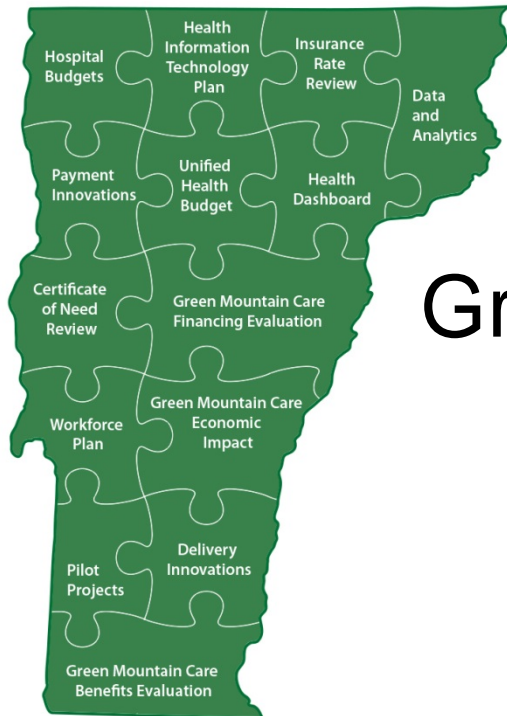 Hospital
Budgets
Health
Information
Technology
Plan
Insurance
Rate
Review
Data
and
Analytics
Payment
Innovations
Unified
Health
Budget
Health
Dashboard
Certificate
of Need
Review
Green Mountain Care
Financing Evaluation
Gr
Workforce
Plan
Green Mountain Care
Economic
Impact
Pilot
Projects
Delivery
Innovations
Green Mountain Care
Benefits Evaluation